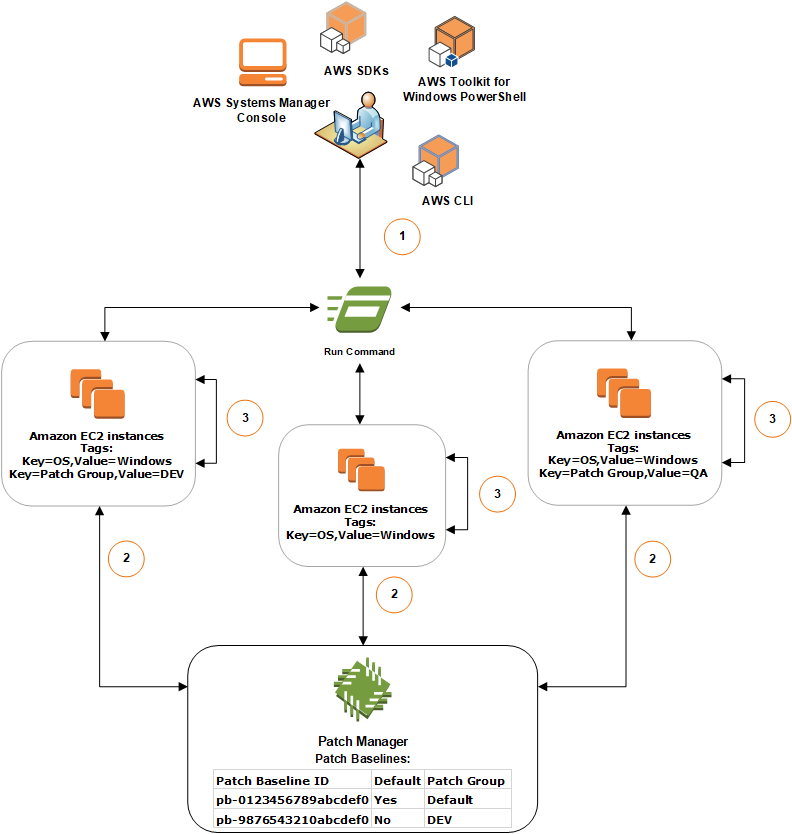 AWS SDKs
AWS Toolkit for
Windows PowerShell
AWS Systems Manager
Console
AWS CLI
1
Run Command
Amazon EC2 instances
Tags:
Key=OS,Value=Windows
Key=Patch Group,Value=DEV
3
Amazon EC2 instances
Tags:
Key=OS,Value=Windows
3
Amazon EC2 instances
Tags:
Key=OS,Value=Windows
Key=Patch Group,Value=QA
3
2
2
2
Patch Manager
Patch Baselines:
Patch Baseline ID Default Patch Group
pb-0123456789abcdef0 Yes Default
pb-9876543210abcdef0 No DEV